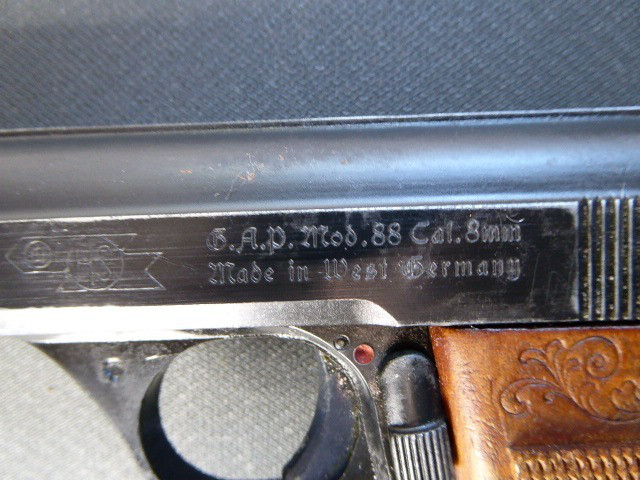 G.A.P. Mod. 88 Cal. 8mm
Made in West Germany